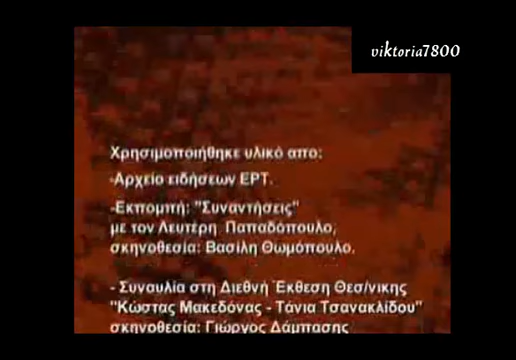 viktoria7800
Χρησιμοποιήθηκε υλικό απο:
-Αρχείο ειδήσεων ΕΡΤ.
-Εκπομπή: "Συναντήσεις"
με τον Λευτέρη Παπαδόπουλο,
σκηνοθεσία: Βασίλη Θωμόπουλο.
- Συναυλία στη Διεθνή Έκθεση Θεσ/νικης
"Κώστας Μακεδόνας - Τάνια Τσανακλίδου"
σκηνοθεσία: Γιώργος Δάμπασης